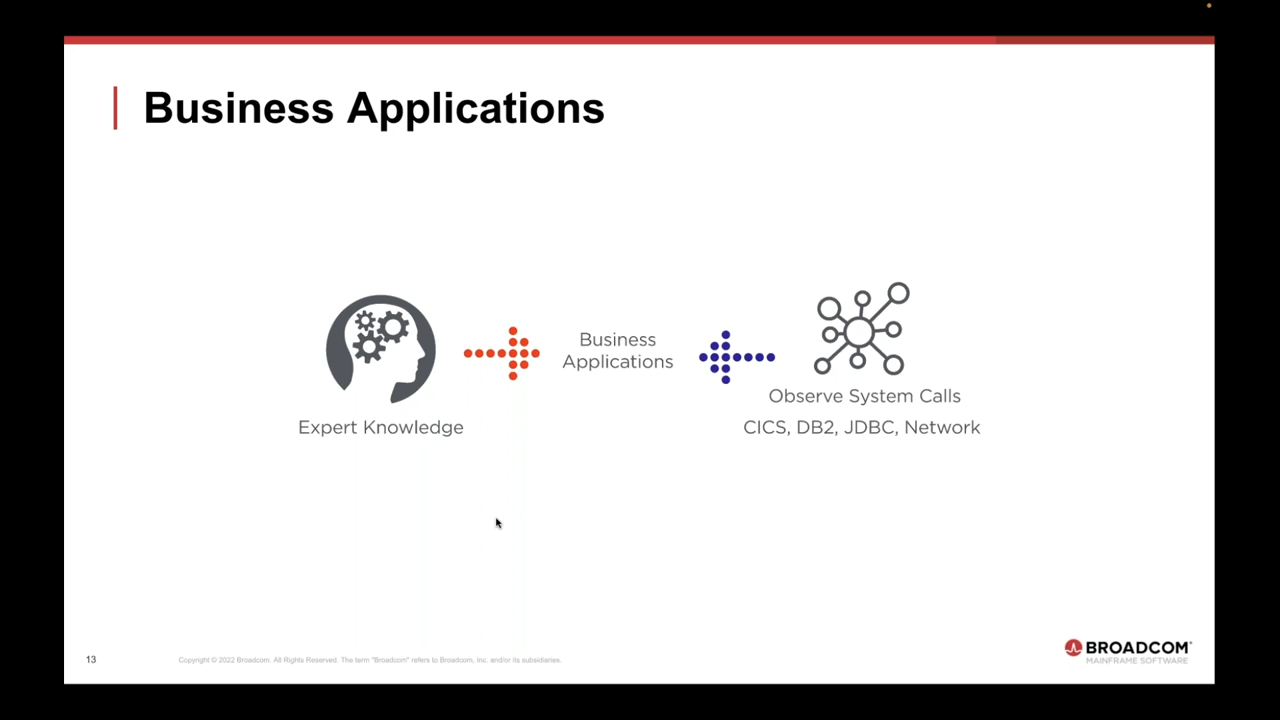 Business Applications
Expert Knowledge
Business
Applications
Observe System Calls
CICS, DB2, JDBC, Network
13
Copyright © 2022 Broadcom. All Rights Reserved. The term "Broadcom" refers to Broadcom, Inc. and/or its subsidiaries.
BROADCOM®
MAINFRAME SOFTWARE